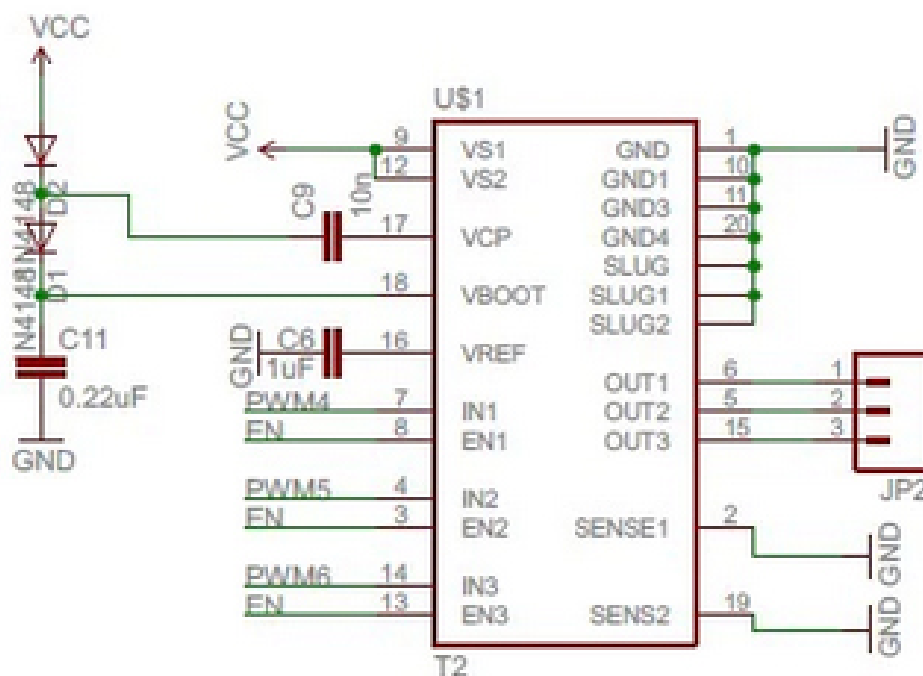 VCC
U$1
VCC
9 VS1 GND 1
12 VS2 GND1 10
GND
GND3 11
C9
10n
17 VCP GND4 20
SLUG
N4148
D2
18 VBOOT SLUG1
SLUG2
N4148
D1
C11
0.22uF
GND
GND
C6
1uF
16 VREF
OUT1 6 1
PWM4 7 IN1 OUT2 5 2
EN 8 EN1 OUT3 15 3
JP2
PWM5 4 IN2
EN 3 EN2 SENSE1 2
GND
PWM6 14 IN3
EN 13 EN3 SENS2 19
GND
T2